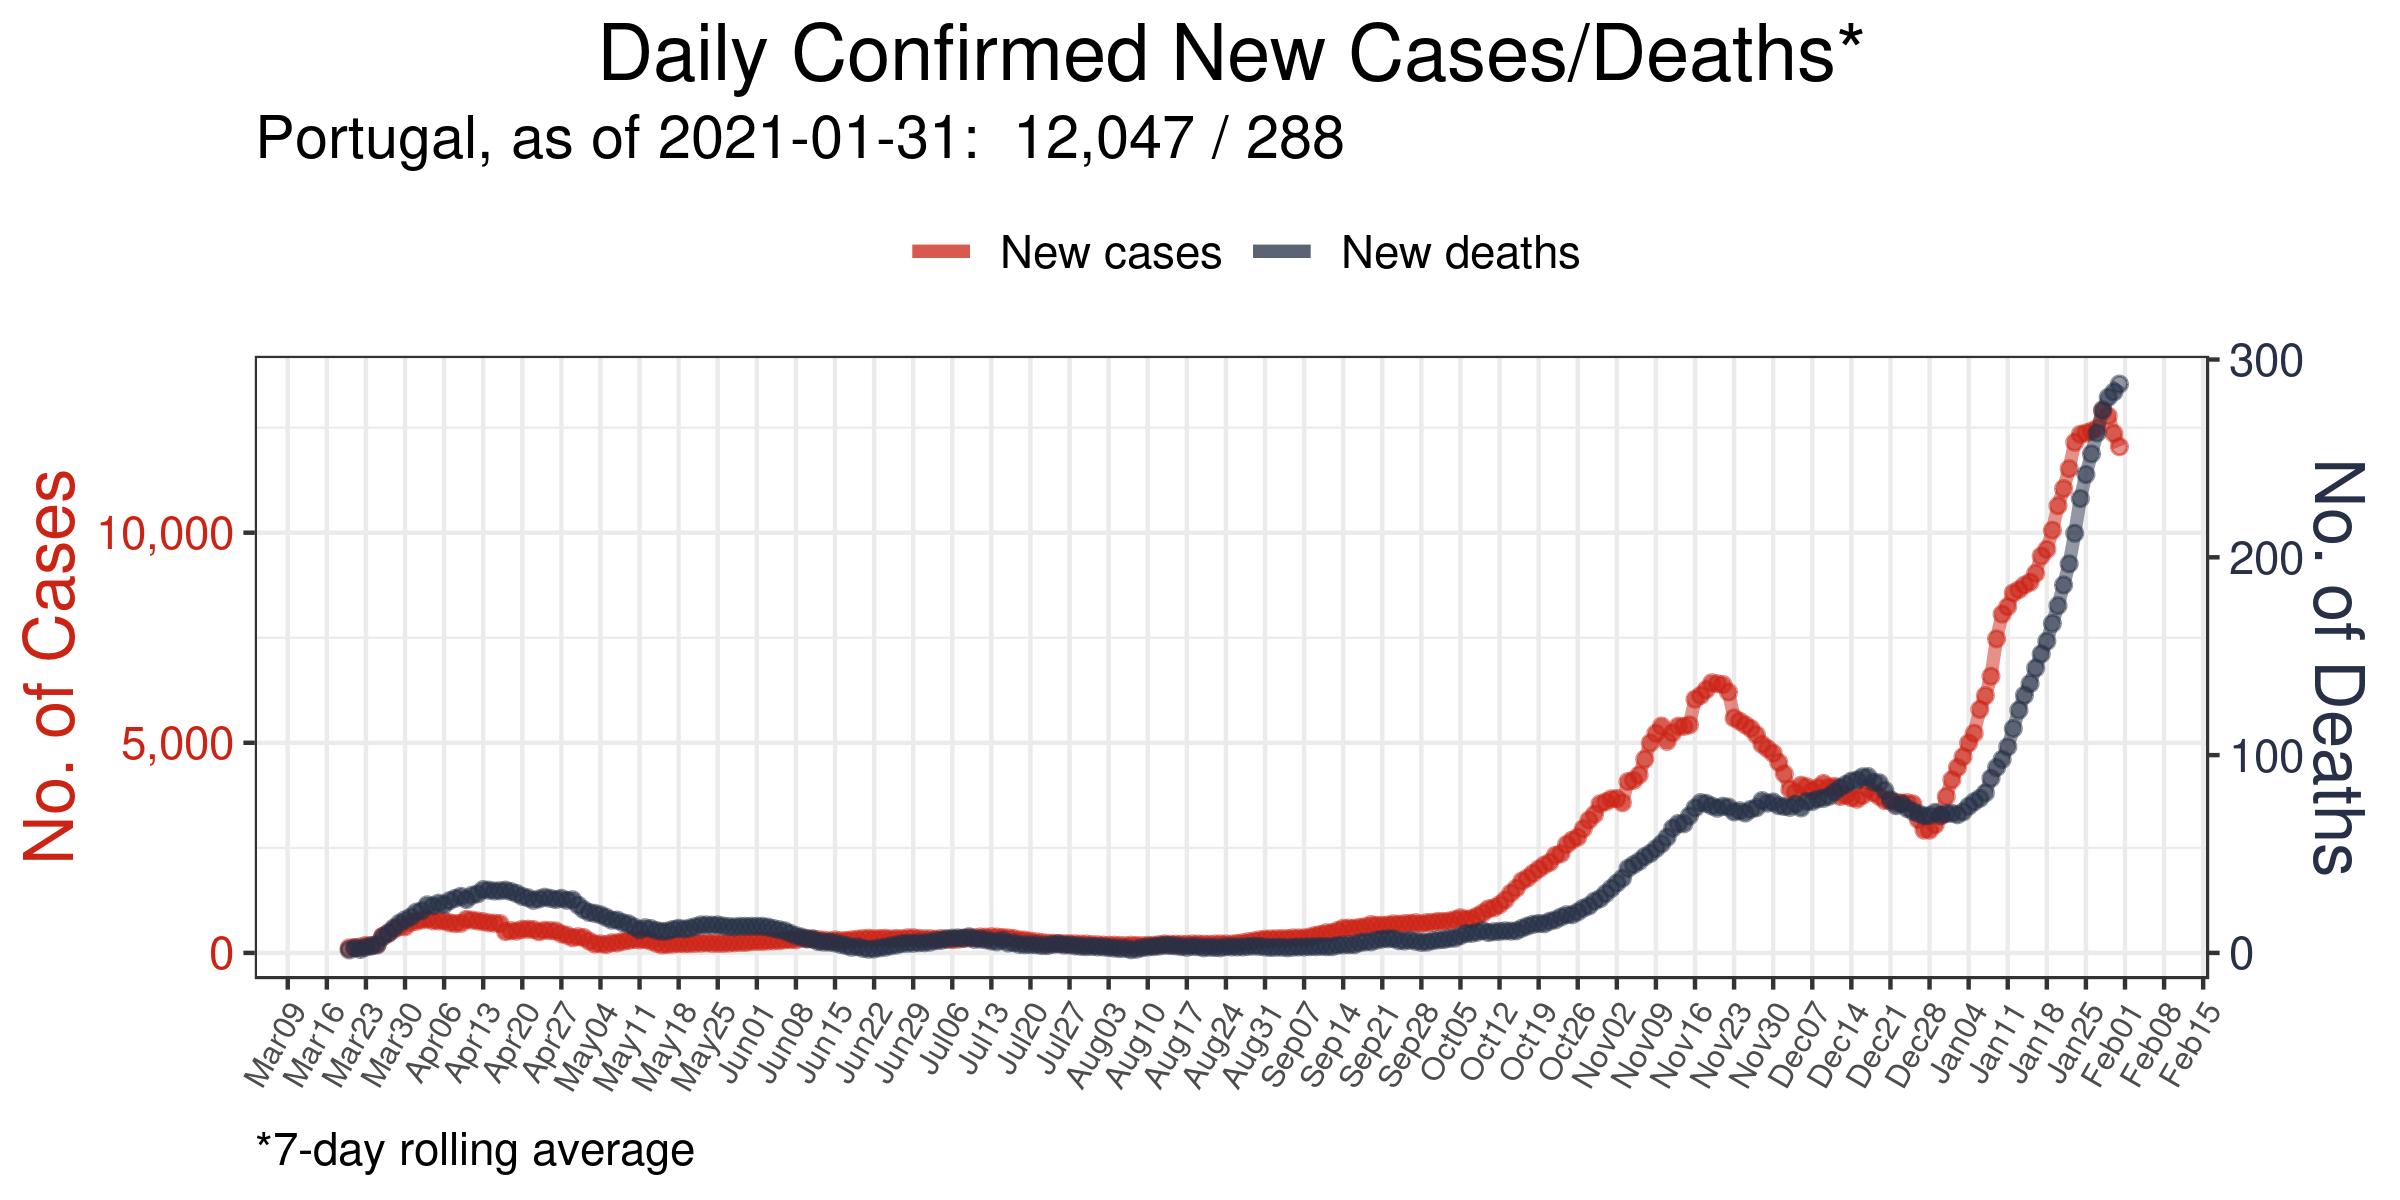 Daily Confirmed New Cases/Deaths*
Portugal, as of 2021-01-31:  12,047 / 288
New cases
New deaths
No. of Cases
10,000
5,000
0
300
200
100
0
No. of Deaths
Mar09
Mar16
Mar23
Mar30
Apr06
Apr13
Apr20
Apr27
May04
May11
May18
May25
Jun01
Jun08
Jun15
Jun22
Jun29
Jul06
Jul13
Jul20
Jul27
Aug03
Aug10
Aug17
Aug24
Aug31
Sep07
Sep14
Sep21
Sep28
Oct05
Oct12
Oct19
Oct26
Nov02
Nov09
Nov16
Nov23
Nov30
Dec07
Dec14
Dec21
Dec28
Jan04
Jan11
Jan18
Jan25
Feb01
Feb08
Feb15
*7-day rolling average